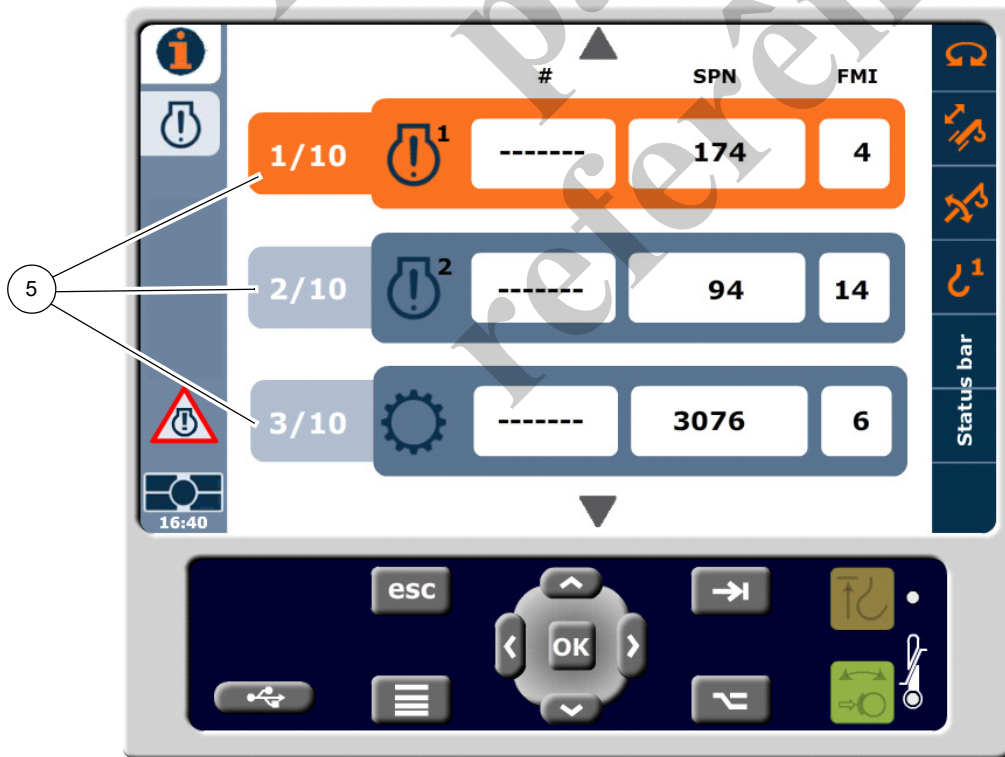 # SPN FMI
1/10 1 ------- 174 4
5
2/10 2 ------- 94 14
1
3/10 ------- 3076 6
Status bar
16:40
esc
OK
referên